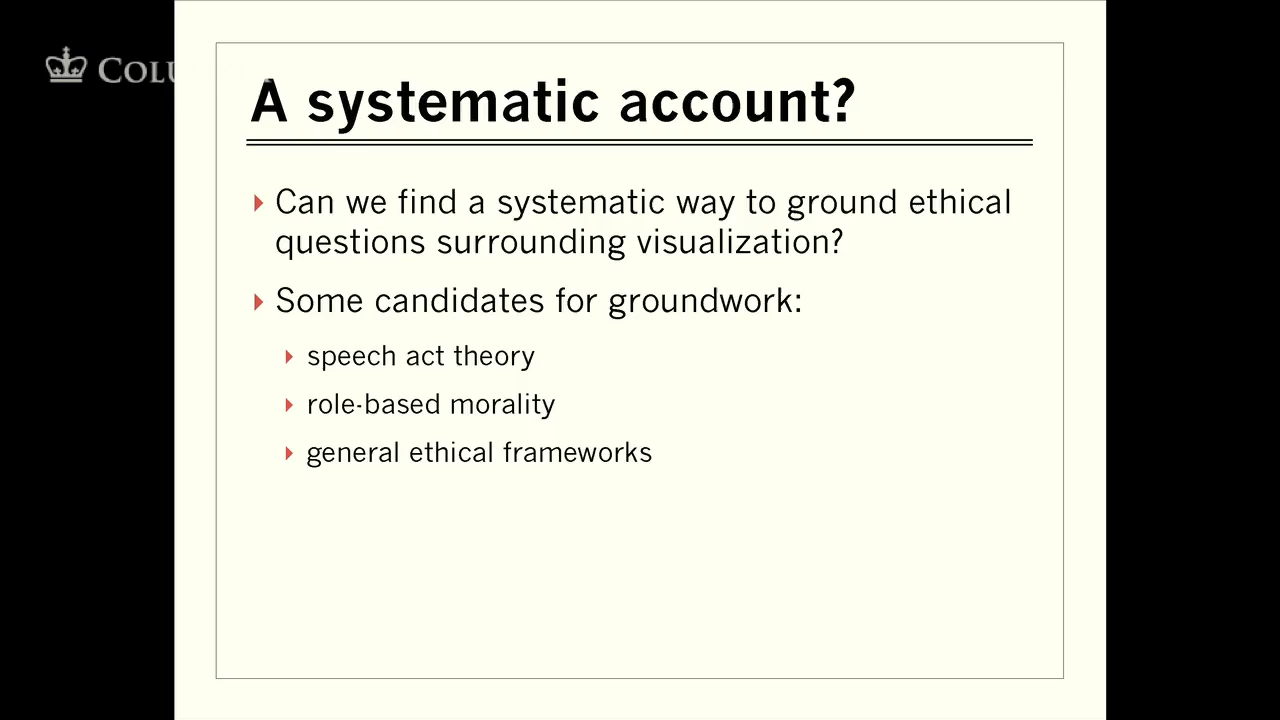 A systematic account?
Can we find a systematic way to ground ethical
questions surrounding visualization?
Some candidates for groundwork:
speech act theory
role-based morality
general ethical frameworks